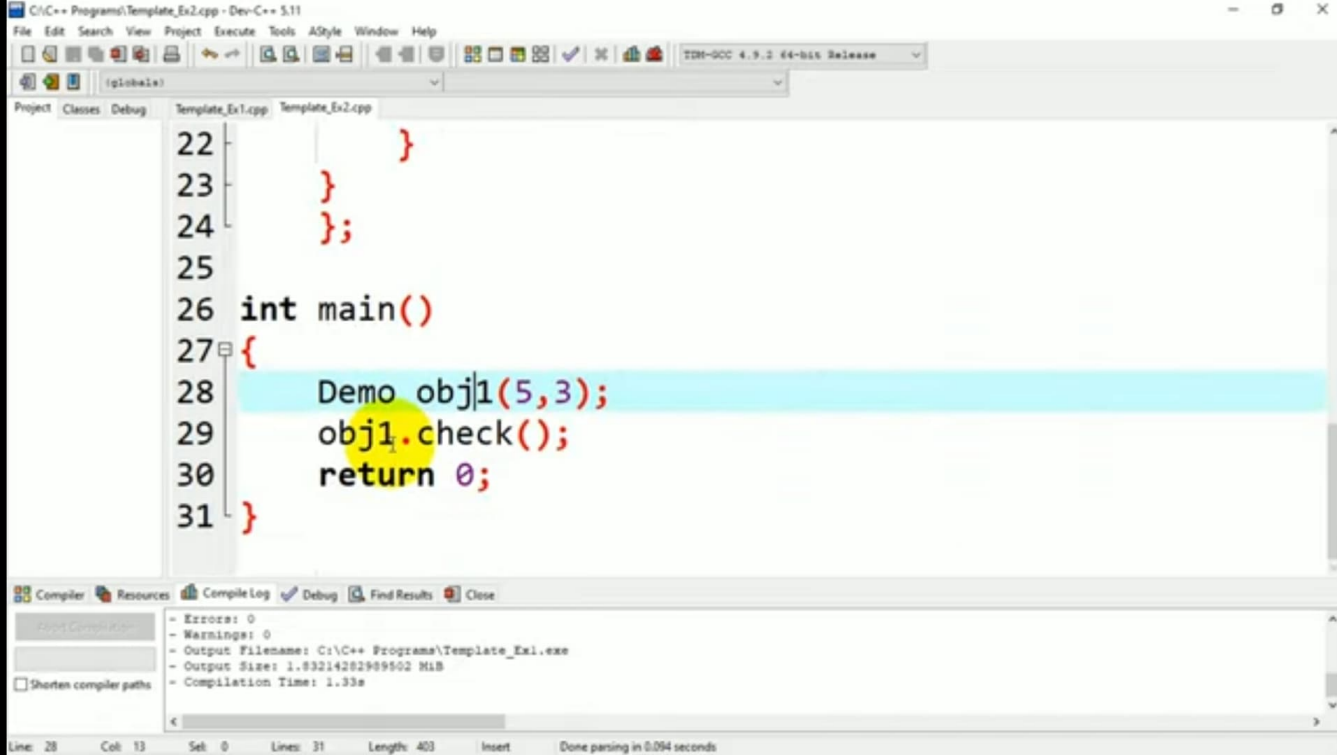 C:\C++ Programs\Template_Ex2.cpp - Dev-C++ 5.11
File Edit Search View Project Execute Tools AStyle Window Help
TDM-GCC 4.9.2 64-bit Release
(globals)
Project Classes Debug Template_Ex1.cpp Template_Ex2.cpp
22 }
23 }
24 };
25
26 int main()
27 {
28 Demo obj1(5,3);
29 obj1.check();
30 return 0;
31 }
Compiler Resources Compile Log Debug Find Results Close
- Errors: 0
- Warnings: 0
- Output Filename: C:\C++ Programs\Template_Ex1.exe
- Output Size: 1.83214282989502 MiB
- Compilation Time: 1.33s
Shorten compiler paths
Line: 28 Col: 13 Sel: 0 Lines: 31 Length: 403 Insert Done parsing in 0.094 seconds